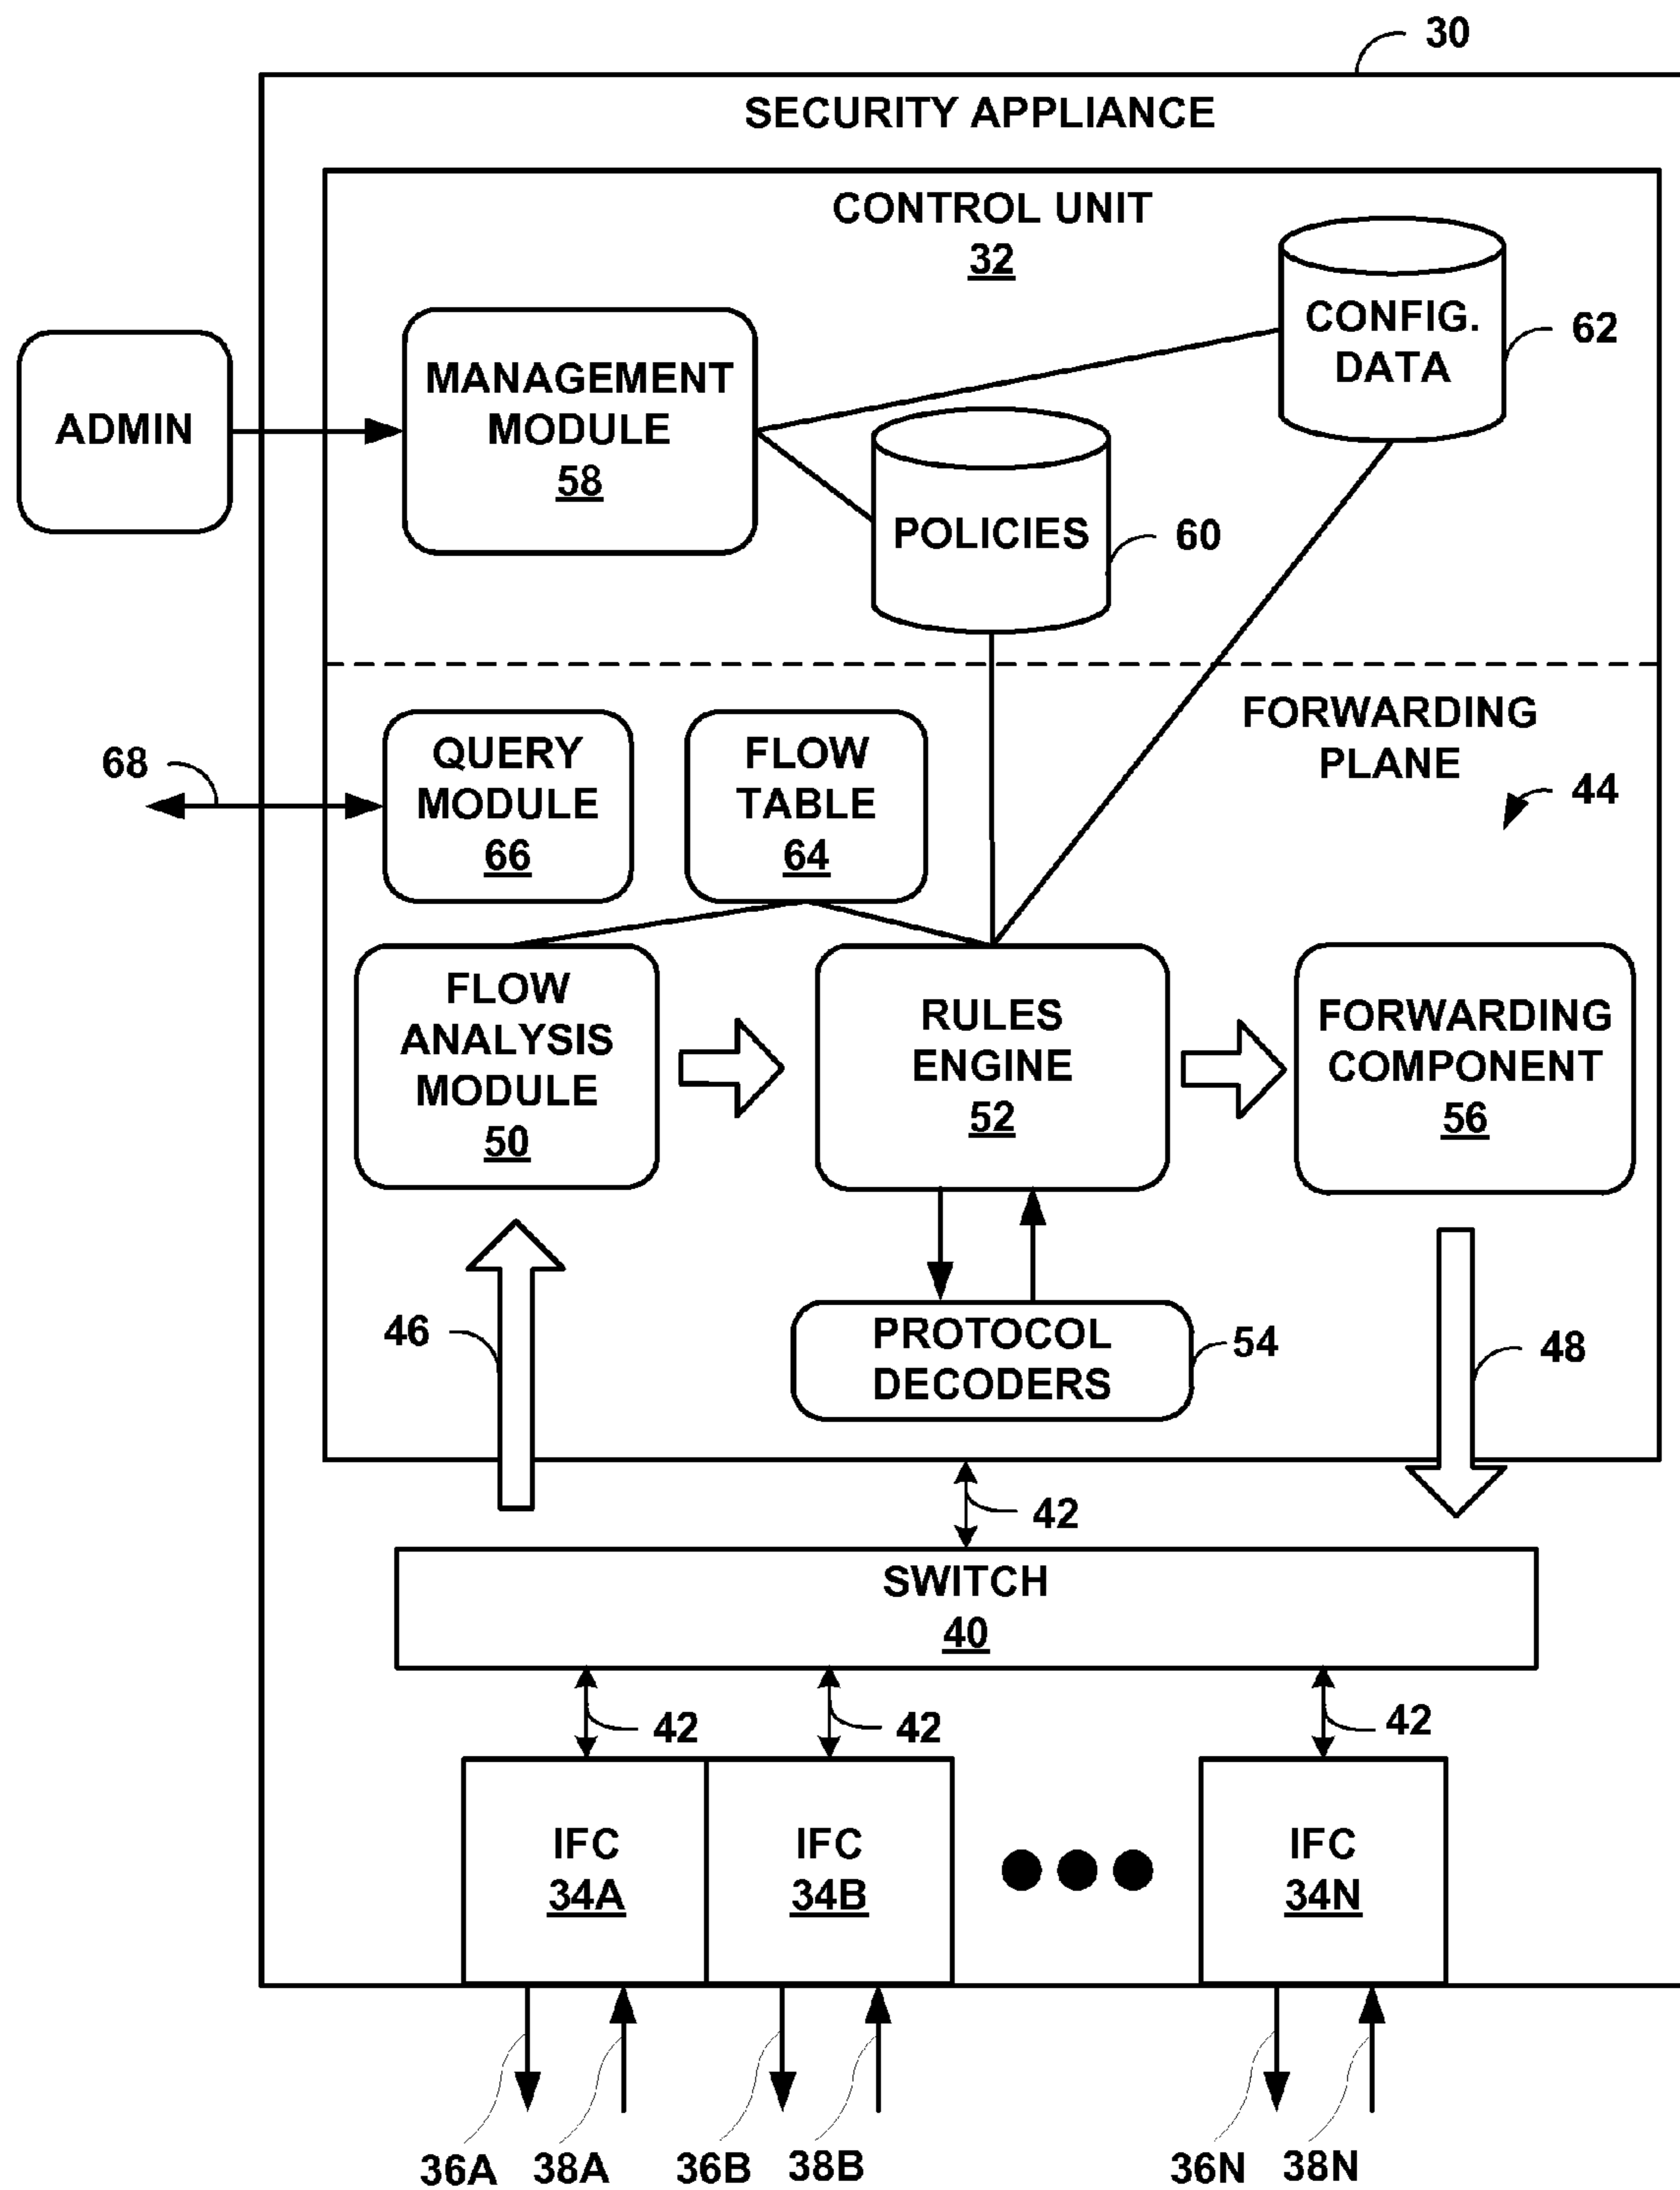 30
SECURITY APPLIANCE
CONTROL UNIT
32
CONFIG.
DATA
62
ADMIN
MANAGEMENT
MODULE
58
POLICIES
60
FORWARDING
PLANE
44
68
QUERY
MODULE
66
FLOW
TABLE
64
FLOW
ANALYSIS
MODULE
50
RULES
ENGINE
52
FORWARDING
COMPONENT
56
46
PROTOCOL
DECODERS
54
48
42
SWITCH
40
42
42
42
IFC
34A
IFC
34B
IFC
34N
36A
38A
36B
38B
36N
38N